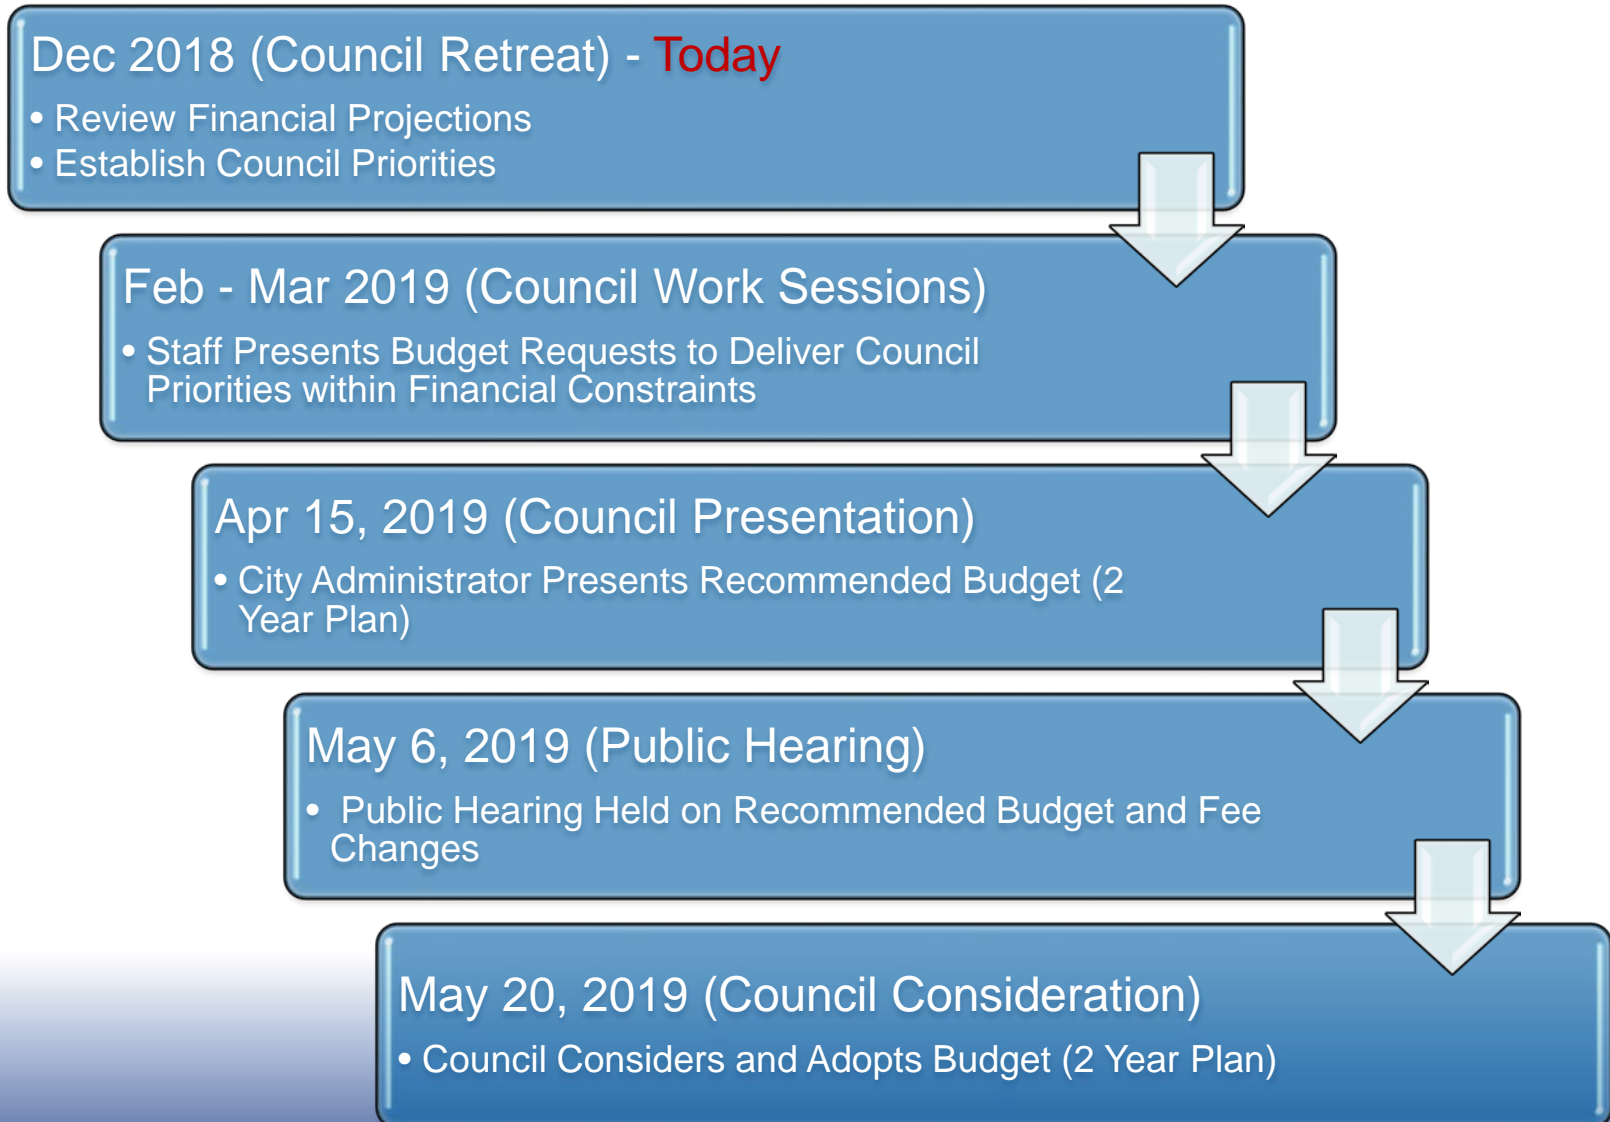 Dec 2018 (Council Retreat) - Today
• Review Financial Projections
• Establish Council Priorities
Feb - Mar 2019 (Council Work Sessions)
• Staff Presents Budget Requests to Deliver Council
Priorities within Financial Constraints
Apr 15, 2019 (Council Presentation)
• City Administrator Presents Recommended Budget (2
Year Plan)
May 6, 2019 (Public Hearing)
• Public Hearing Held on Recommended Budget and Fee
Changes
May 20, 2019 (Council Consideration)
• Council Considers and Adopts Budget (2 Year Plan)